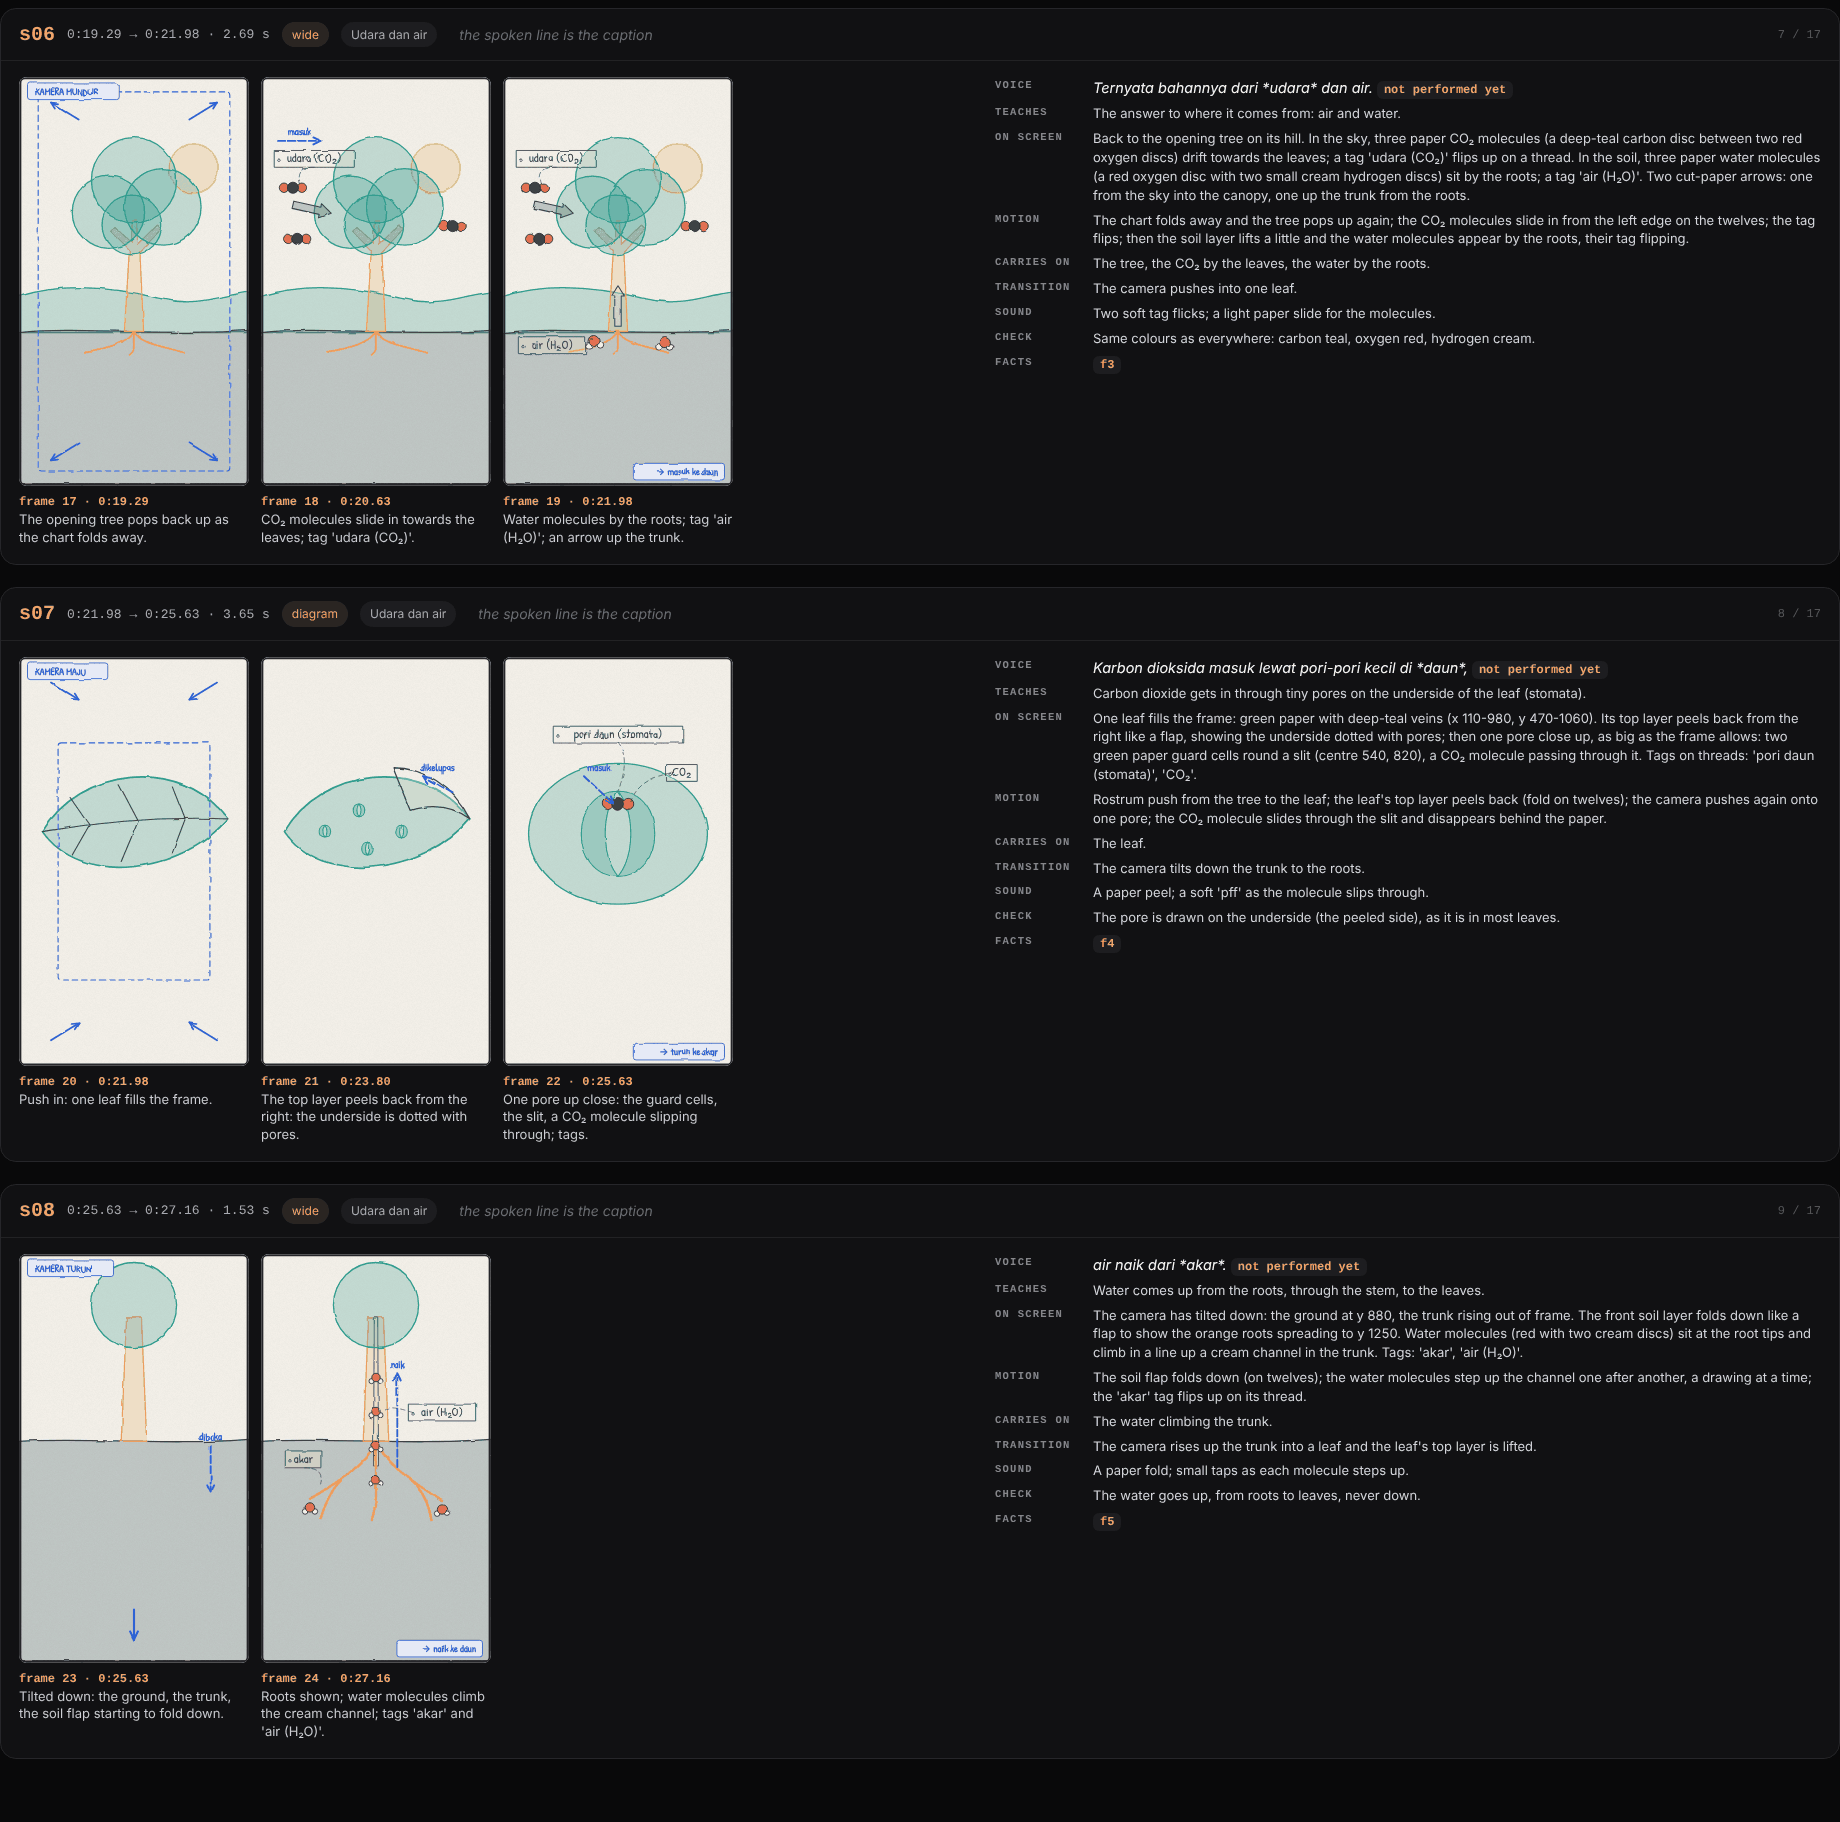 s06 0:19.29 → 0:21.98 · 2.69 s wide Udara dan air the spoken line is the caption 7 / 17
KAMERA MUNDUR
masuk
udara (CO₂)
udara (CO₂)
air (H₂O)
→ masuk ke daun
frame 17 · 0:19.29
The opening tree pops back up as
the chart folds away.
frame 18 · 0:20.63
CO₂ molecules slide in towards the
leaves; tag 'udara (CO₂)'.
frame 19 · 0:21.98
Water molecules by the roots; tag 'air
(H₂O)'; an arrow up the trunk.
VOICE Ternyata bahannya dari *udara* dan air. not performed yet
TEACHES The answer to where it comes from: air and water.
ON SCREEN Back to the opening tree on its hill. In the sky, three paper CO₂ molecules (a deep-teal carbon disc between two red
oxygen discs) drift towards the leaves; a tag 'udara (CO₂)' flips up on a thread. In the soil, three paper water molecules
(a red oxygen disc with two small cream hydrogen discs) sit by the roots; a tag 'air (H₂O)'. Two cut-paper arrows: one
from the sky into the canopy, one up the trunk from the roots.
MOTION The chart folds away and the tree pops up again; the CO₂ molecules slide in from the left edge on the twelves; the tag
flips; then the soil layer lifts a little and the water molecules appear by the roots, their tag flipping.
CARRIES ON The tree, the CO₂ by the leaves, the water by the roots.
TRANSITION The camera pushes into one leaf.
SOUND Two soft tag flicks; a light paper slide for the molecules.
CHECK Same colours as everywhere: carbon teal, oxygen red, hydrogen cream.
FACTS f3
s07 0:21.98 → 0:25.63 · 3.65 s diagram Udara dan air the spoken line is the caption 8 / 17
KAMERA MAJU
dikelupas
pori daun (stomata)
masuk
CO₂
→ turun ke akar
frame 20 · 0:21.98
Push in: one leaf fills the frame.
frame 21 · 0:23.80
The top layer peels back from the
right: the underside is dotted with
pores.
frame 22 · 0:25.63
One pore up close: the guard cells,
the slit, a CO₂ molecule slipping
through; tags.
VOICE Karbon dioksida masuk lewat pori-pori kecil di *daun*, not performed yet
TEACHES Carbon dioxide gets in through tiny pores on the underside of the leaf (stomata).
ON SCREEN One leaf fills the frame: green paper with deep-teal veins (x 110-980, y 470-1060). Its top layer peels back from the
right like a flap, showing the underside dotted with pores; then one pore close up, as big as the frame allows: two
green paper guard cells round a slit (centre 540, 820), a CO₂ molecule passing through it. Tags on threads: 'pori daun
(stomata)', 'CO₂'.
MOTION Rostrum push from the tree to the leaf; the leaf's top layer peels back (fold on twelves); the camera pushes again onto
one pore; the CO₂ molecule slides through the slit and disappears behind the paper.
CARRIES ON The leaf.
TRANSITION The camera tilts down the trunk to the roots.
SOUND A paper peel; a soft 'pff' as the molecule slips through.
CHECK The pore is drawn on the underside (the peeled side), as it is in most leaves.
FACTS f4
s08 0:25.63 → 0:27.16 · 1.53 s wide Udara dan air the spoken line is the caption 9 / 17
KAMERA TURUN
dibuka
naik
air (H₂O)
akar
→ naik ke daun
frame 23 · 0:25.63
Tilted down: the ground, the trunk,
the soil flap starting to fold down.
frame 24 · 0:27.16
Roots shown; water molecules climb
the cream channel; tags 'akar' and
'air (H₂O)'.
VOICE air naik dari *akar*. not performed yet
TEACHES Water comes up from the roots, through the stem, to the leaves.
ON SCREEN The camera has tilted down: the ground at y 880, the trunk rising out of frame. The front soil layer folds down like a
flap to show the orange roots spreading to y 1250. Water molecules (red with two cream discs) sit at the root tips and
climb in a line up a cream channel in the trunk. Tags: 'akar', 'air (H₂O)'.
MOTION The soil flap folds down (on twelves); the water molecules step up the channel one after another, a drawing at a time;
the 'akar' tag flips up on its thread.
CARRIES ON The water climbing the trunk.
TRANSITION The camera rises up the trunk into a leaf and the leaf's top layer is lifted.
SOUND A paper fold; small taps as each molecule steps up.
CHECK The water goes up, from roots to leaves, never down.
FACTS f5